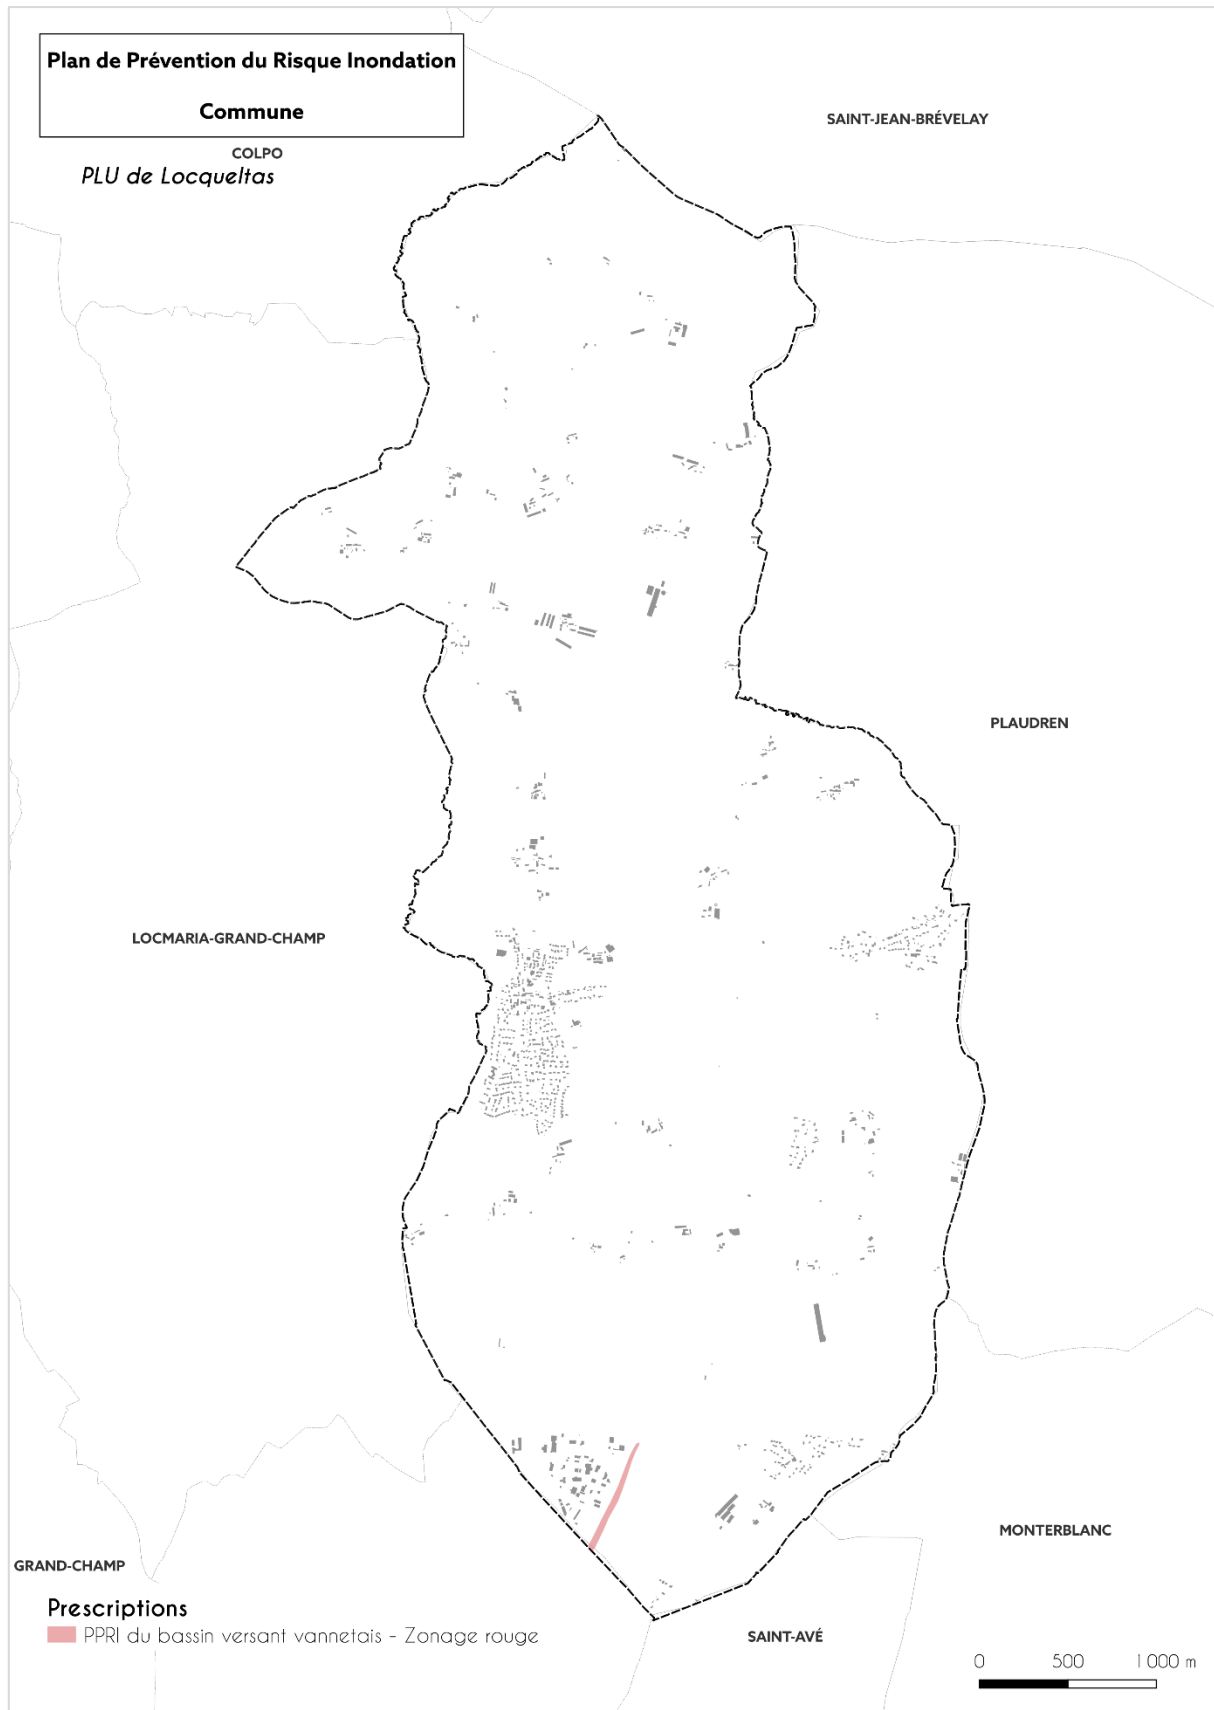 Plan de Prévention du Risque Inondation
Commune
COLPO
PLU de Locqueltas
SAINT-JEAN-BRÉVELAY
PLAUDREN
LOCMARIA-GRAND-CHAMP
MONTERBLANC
GRAND-CHAMP
Prescriptions
PPRI du bassin versant vannetais - Zonage rouge
SAINT-AVÉ
0 500 1 000 m